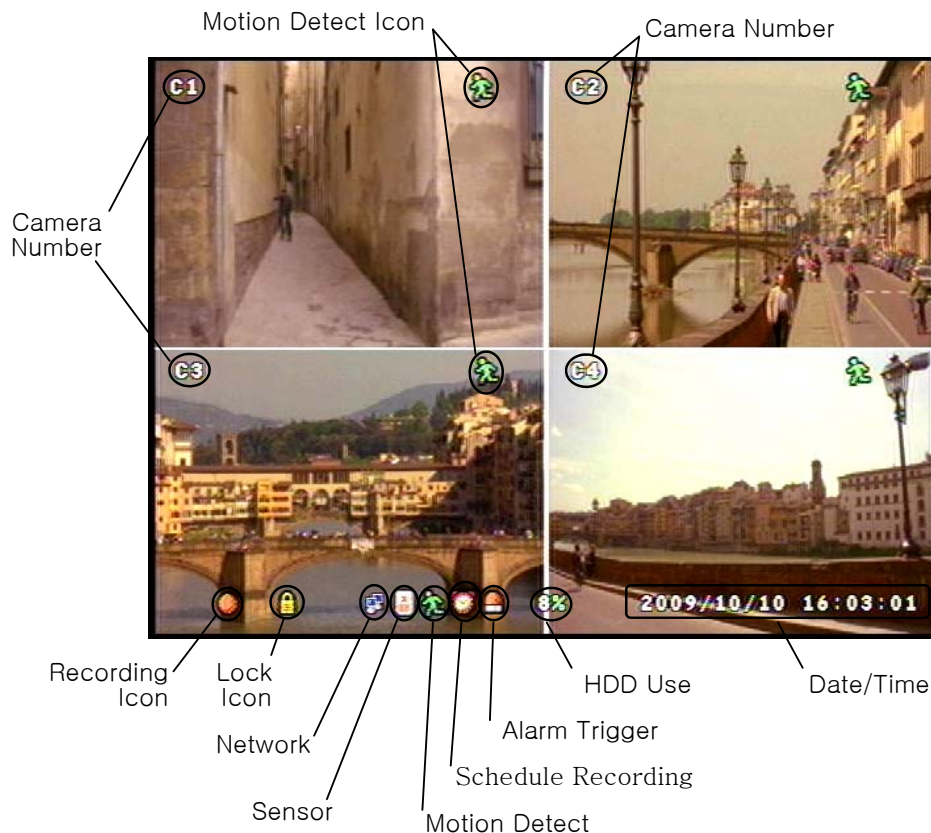 Motion Detect Icon
Camera Number
C1
C2
Camera
Number
C3
C4
8%
2009/10/10 16:03:01
Recording
Icon
Lock
Icon
HDD Use
Date/Time
Network
Alarm Trigger
Schedule Recording
Sensor
Motion Detect